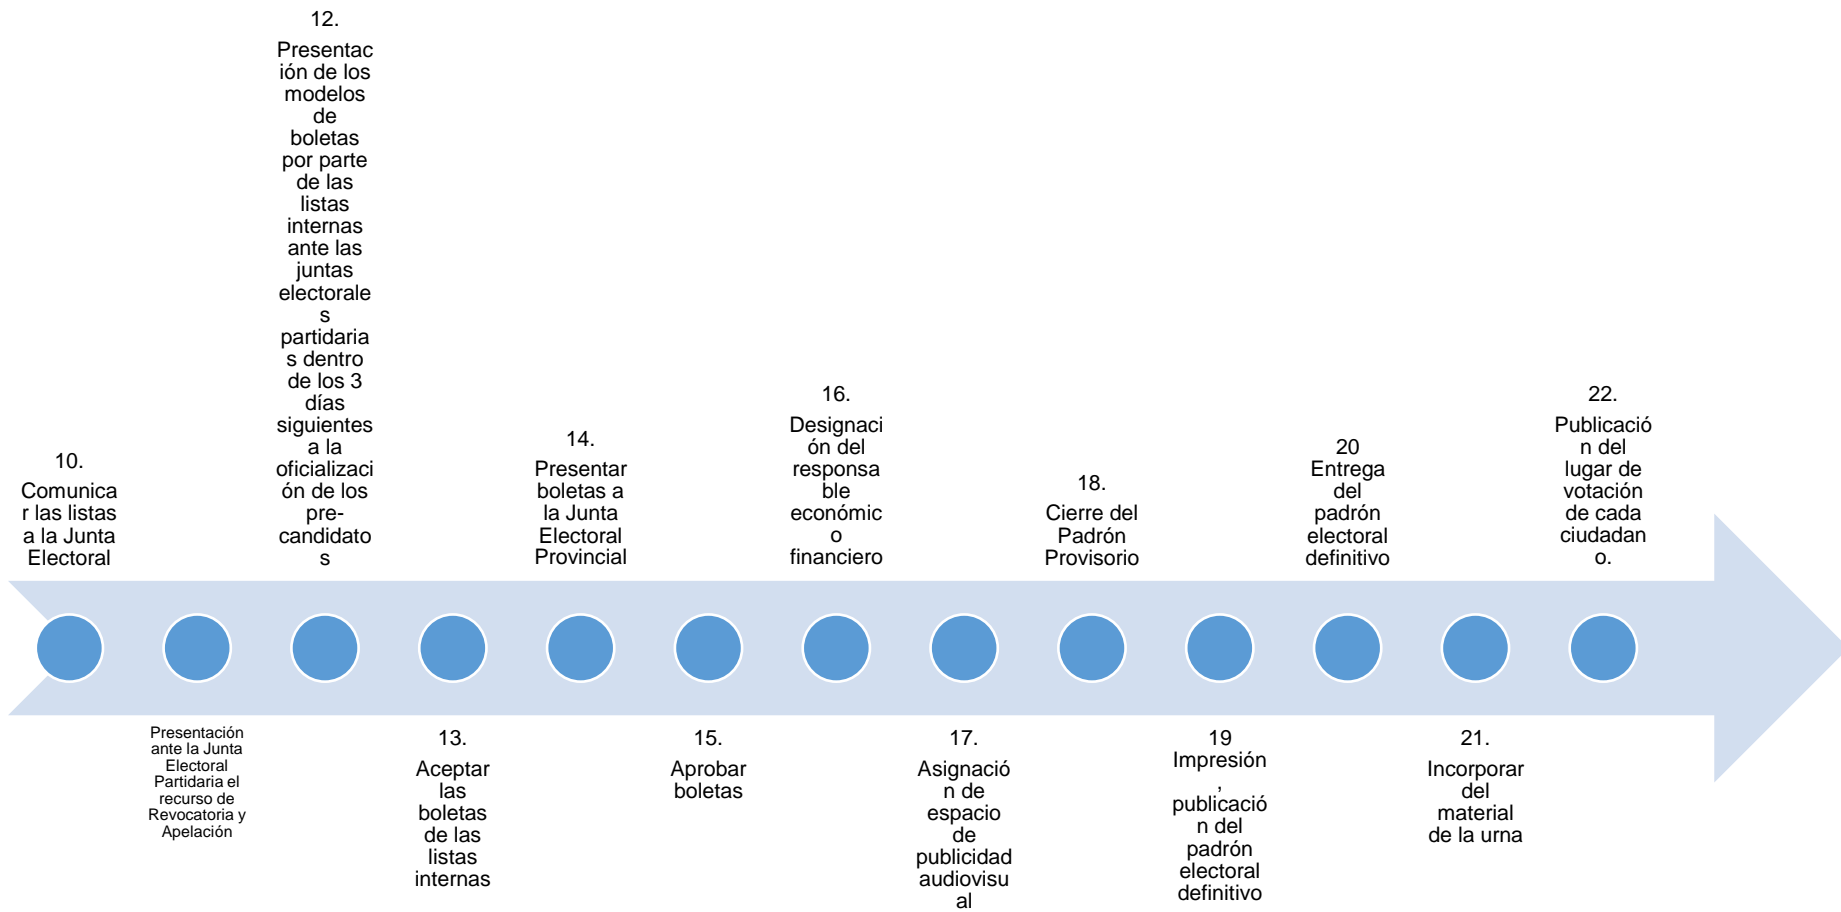 12.
Presentac
ión de los
modelos
de
boletas
por parte
de las
listas
internas
ante las
juntas
electorale
s
partidaria
s dentro
de los 3
días
siguientes
a la
oficializaci
ón de los
pre-
candidato
s
10.
Comunica
r las listas
a la Junta
Electoral
14.
Presentar
boletas a
la Junta
Electoral
Provincial
16.
Designaci
ón del
responsa
ble
económic
o
financiero
18.
Cierre del
Padrón
Provisorio
20
Entrega
del
padrón
electoral
definitivo
22.
Publicació
n del
lugar de
votación
de cada
ciudadan
o.
Presentación
ante la Junta
Electoral
Partidaria el
recurso de
Revocatoria y
Apelación
13.
Aceptar
las
boletas
de las
listas
internas
15.
Aprobar
boletas
17.
Asignació
n de
espacio
de
publicidad
audiovisu
al
19
Impresión
,
publicació
n del
padrón
electoral
definitivo
21.
Incorporar
del
material
de la urna